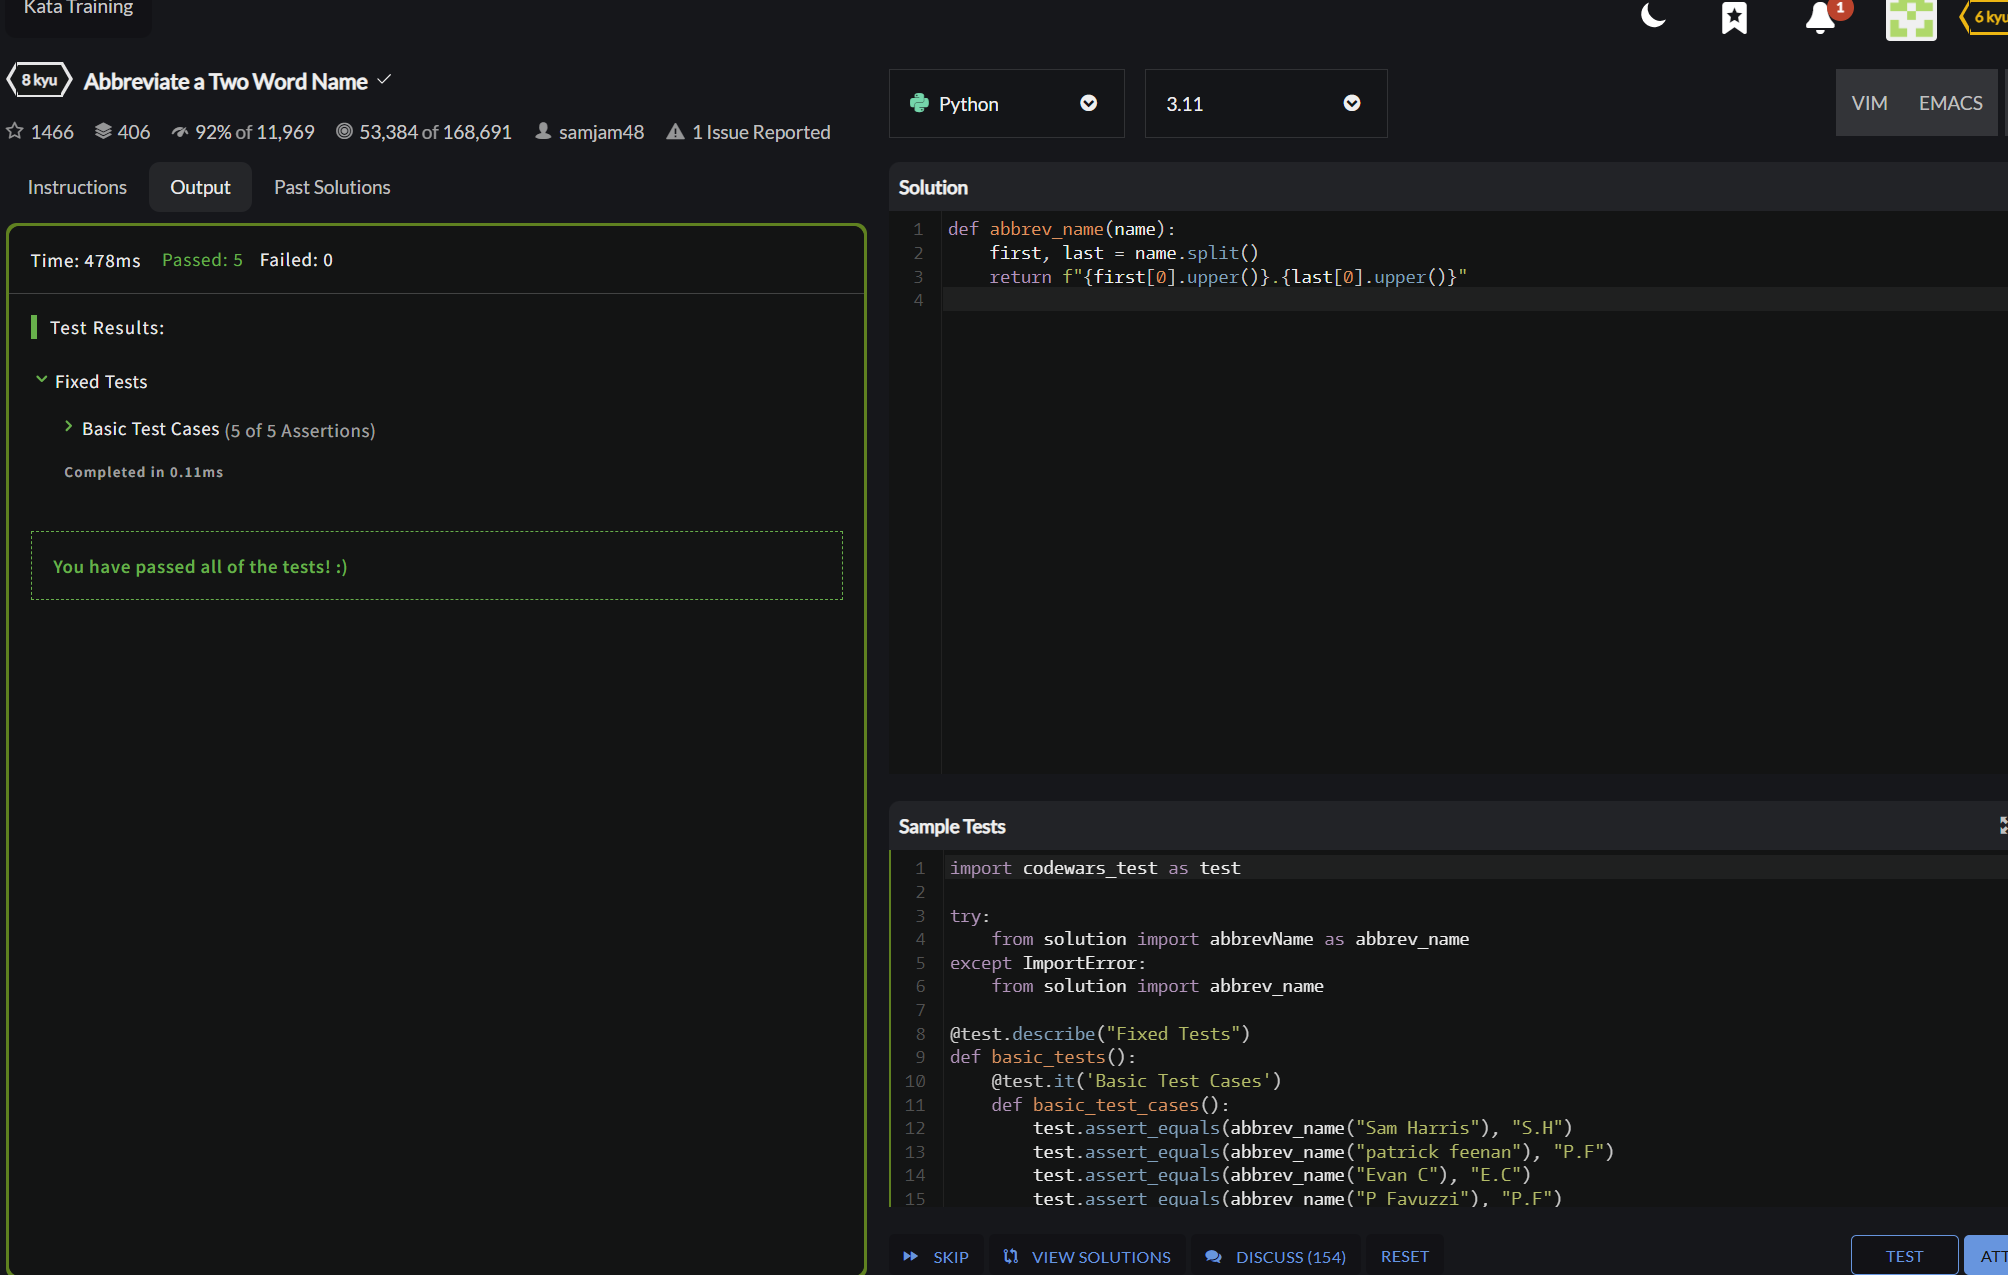 Kata Training
1
6 kyu
8 kyu
Abbreviate a Two Word Name
1466
406
92% of 11,969
53,384 of 168,691
samjam48
1 Issue Reported
Instructions
Output
Past Solutions
Time: 478ms Passed: 5 Failed: 0
Test Results:
Fixed Tests
Basic Test Cases (5 of 5 Assertions)
Completed in 0.11ms
You have passed all of the tests! :)
Python
3.11
VIM
EMACS
Solution
1 def abbrev_name(name):
2 first, last = name.split()
3 return f"{first[0].upper()}.{last[0].upper()}"
4
Sample Tests
1 import codewars_test as test
2
3 try:
4 from solution import abbrevName as abbrev_name
5 except ImportError:
6 from solution import abbrev_name
7
8 @test.describe("Fixed Tests")
9 def basic_tests():
10 @test.it('Basic Test Cases')
11 def basic_test_cases():
12 test.assert_equals(abbrev_name("Sam Harris"), "S.H")
13 test.assert_equals(abbrev_name("patrick feenan"), "P.F")
14 test.assert_equals(abbrev_name("Evan C"), "E.C")
15 test.assert_equals(abbrev_name("P Favuzzi"), "P.F")
SKIP
VIEW SOLUTIONS
DISCUSS (154)
RESET
TEST
ATT